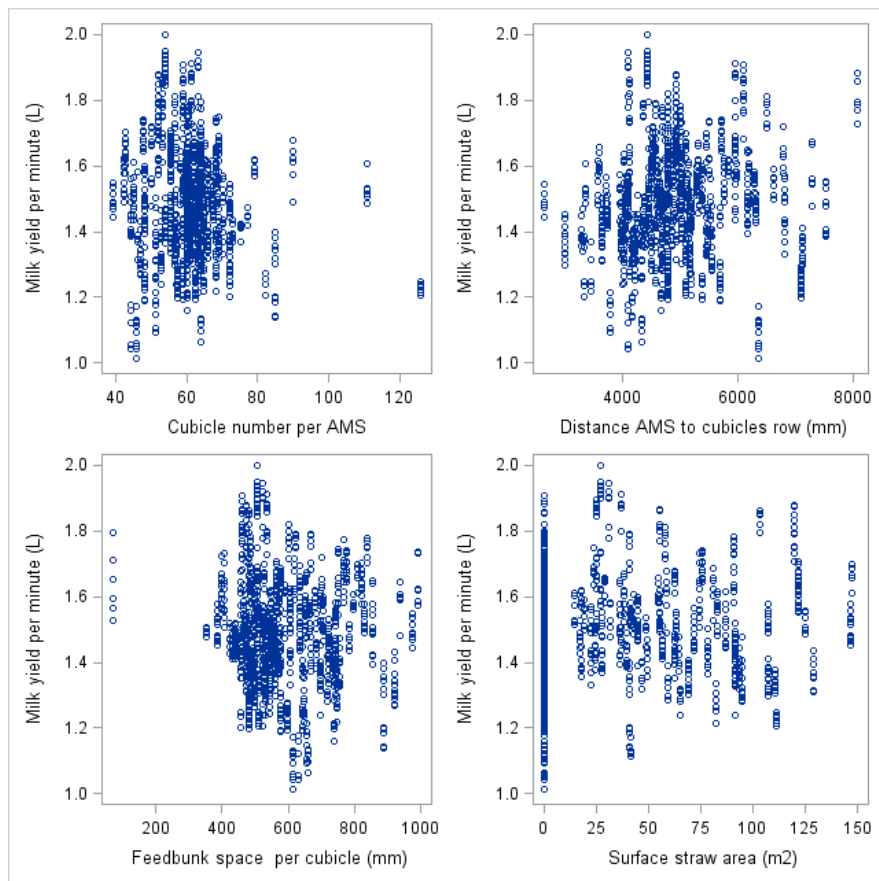 2.0
1.8
1.6
1.4
1.2
1.0
Milk yield per minute (L)
40 60 80 100 120
Cubicle number per AMS
2.0
1.8
1.6
1.4
1.2
1.0
Milk yield per minute (L)
4000 6000 8000
Distance AMS to cubicles row (mm)
2.0
1.8
1.6
1.4
1.2
1.0
Milk yield per minute (L)
200 400 600 800 1000
Feedbunk space per cubicle (mm)
2.0
1.8
1.6
1.4
1.2
1.0
Milk yield per minute (L)
0 25 50 75 100 125 150
Surface straw area (m2)